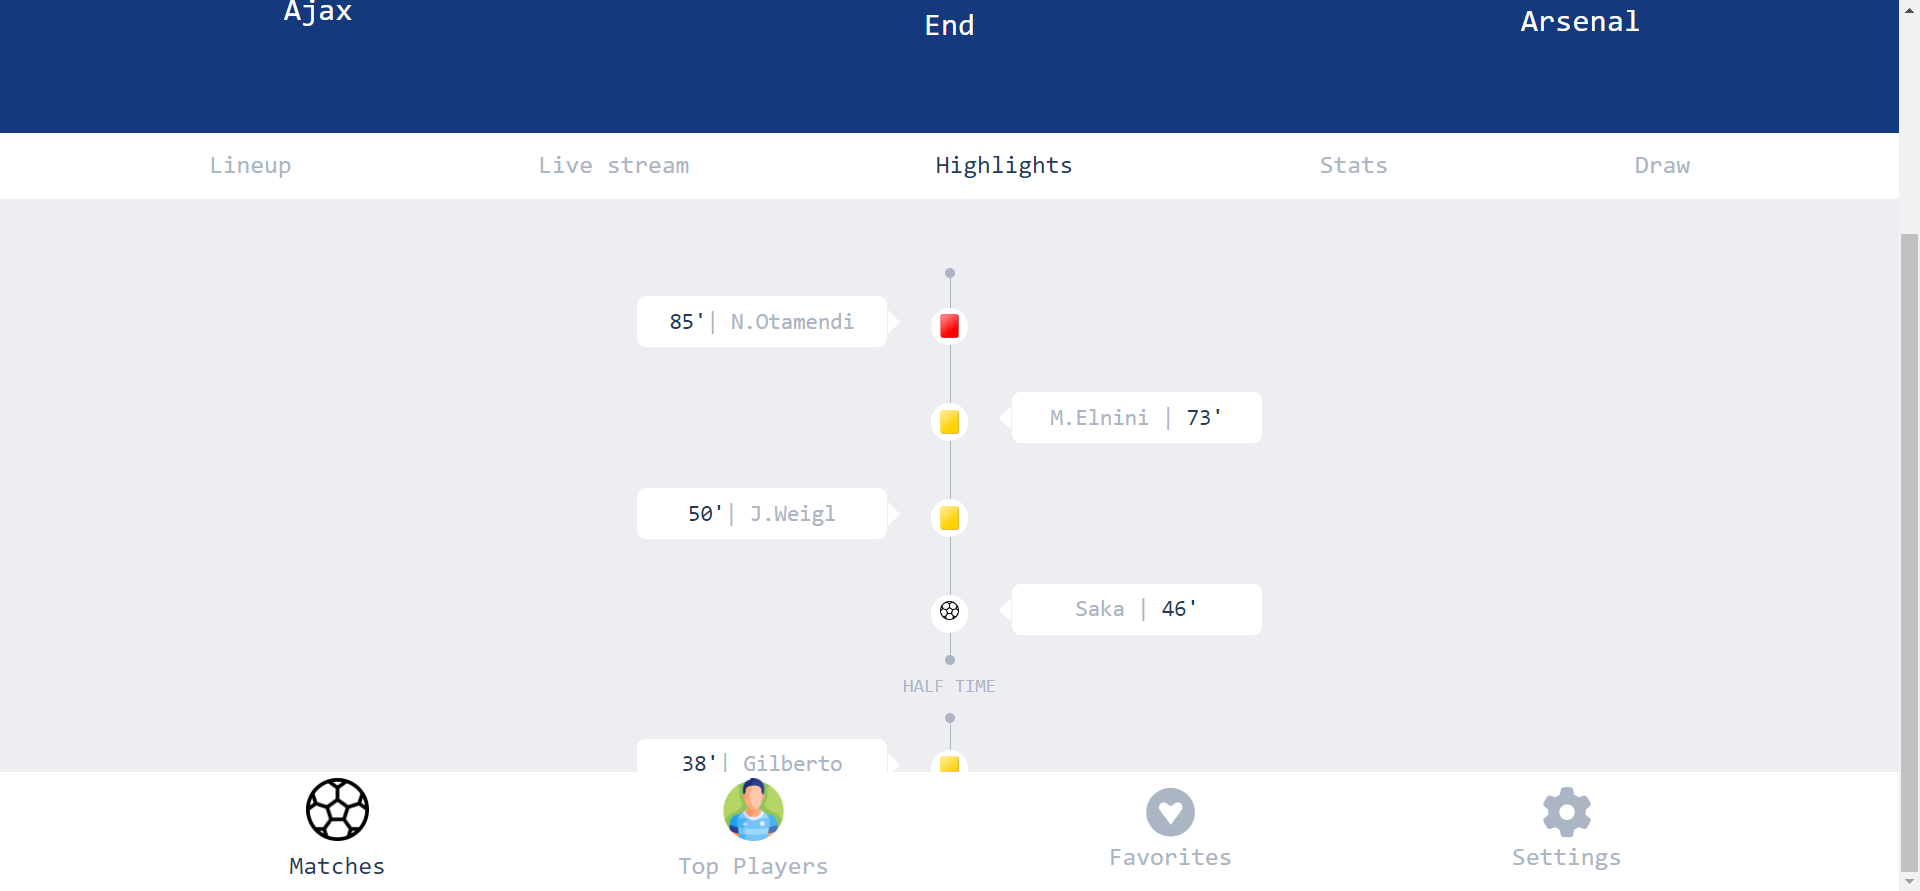 Ajax
End
Arsenal
Lineup
Live stream
Highlights
Stats
Draw
85'| N.Otamendi
M.Elnini | 73'
50'| J.Weigl
Saka | 46'
HALF TIME
38'| Gilberto
Matches
Top Players
Favorites
Settings